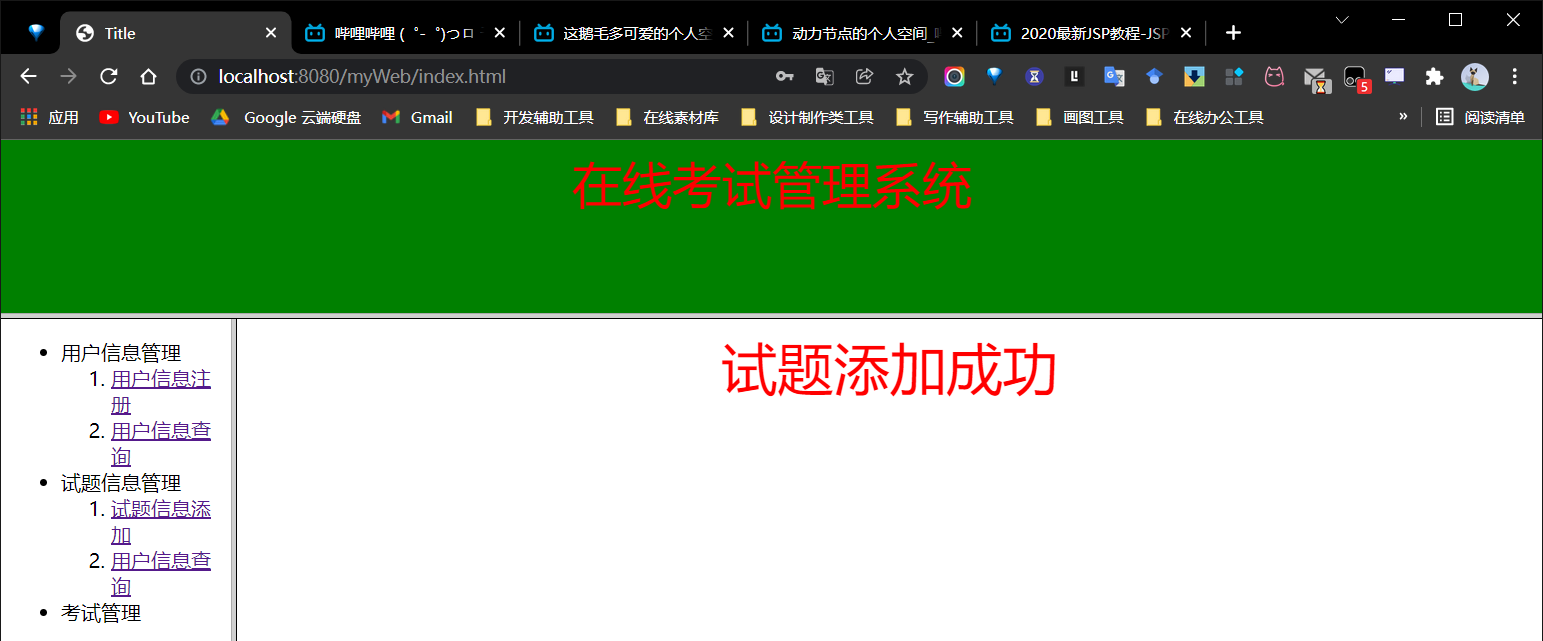 Title
哔哩哔哩 (゜-゜)つロ
这鹅毛多可爱的个人空
动力节点的个人空间_
2020最新JSP教程-JSP
localhost:8080/myWeb/index.html
L
5
应用
YouTube
Google 云端硬盘
Gmail
开发辅助工具
在线素材库
设计制作类工具
写作辅助工具
画图工具
在线办公工具
»
阅读清单
在线考试管理系统
用户信息管理
1. 用户信息注
册
2. 用户信息查
询
试题信息管理
1. 试题信息添
加
2. 用户信息查
询
考试管理
试题添加成功